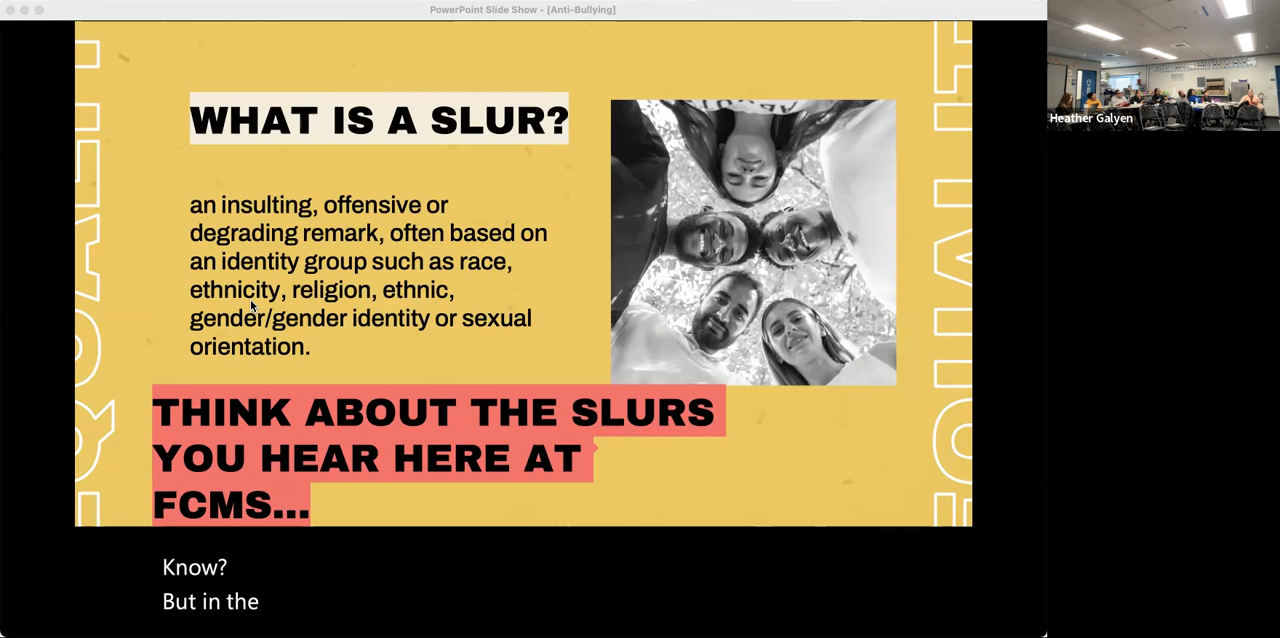 PowerPoint Slide Show - [Anti-Bullying]
WHAT IS A SLUR?
an insulting, offensive or
degrading remark, often based on
an identity group such as race,
ethnicity, religion, ethnic,
gender/gender identity or sexual
orientation.
THINK ABOUT THE SLURS
YOU HEAR HERE AT
FCMS...
Know?
But in the
Heather Galyen
EQUALITY